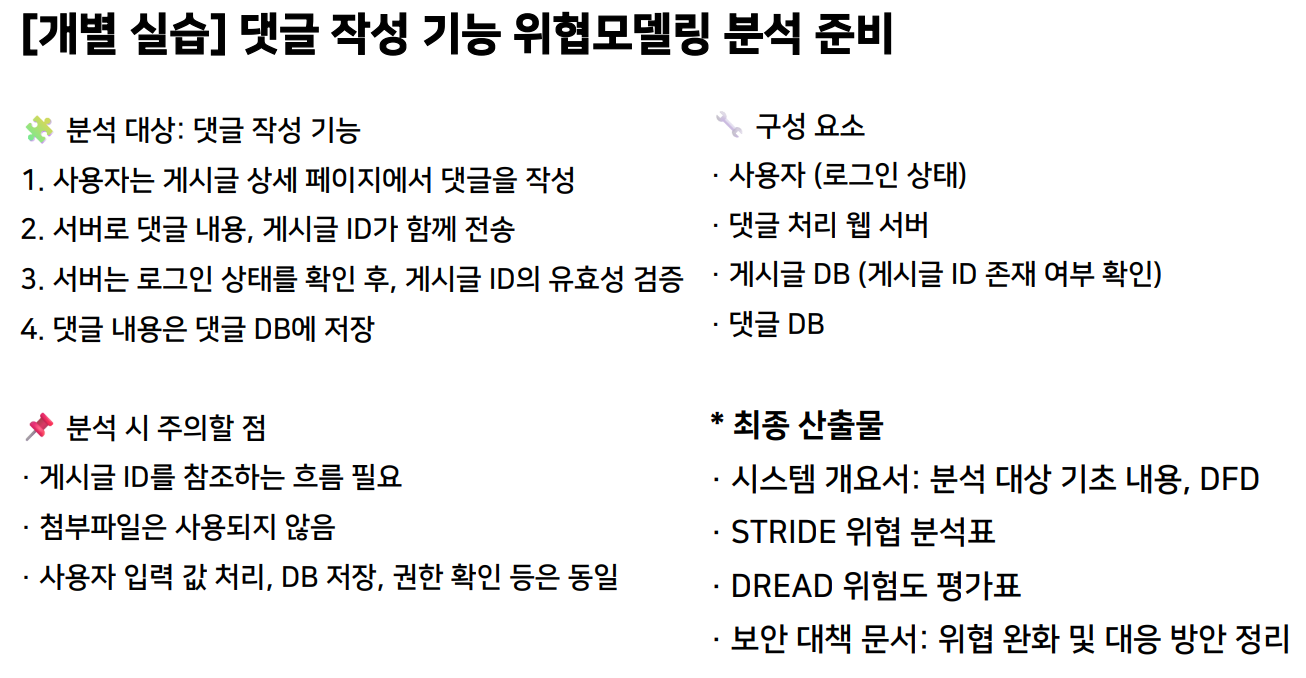 [개별 실습] 댓글 작성 기능 위협모델링 분석 준비
분석 대상: 댓글 작성 기능
1. 사용자는 게시글 상세 페이지에서 댓글을 작성
2. 서버로 댓글 내용, 게시글 ID가 함께 전송
3. 서버는 로그인 상태를 확인 후, 게시글 ID의 유효성 검증
4. 댓글 내용은 댓글 DB에 저장
구성 요소
· 사용자 (로그인 상태)
· 댓글 처리 웹 서버
· 게시글 DB (게시글 ID 존재 여부 확인)
· 댓글 DB
분석 시 주의할 점
· 게시글 ID를 참조하는 흐름 필요
· 첨부파일은 사용되지 않음
· 사용자 입력 값 처리, DB 저장, 권한 확인 등은 동일
* 최종 산출물
· 시스템 개요서: 분석 대상 기초 내용, DFD
· STRIDE 위협 분석표
· DREAD 위험도 평가표
· 보안 대책 문서: 위협 완화 및 대응 방안 정리